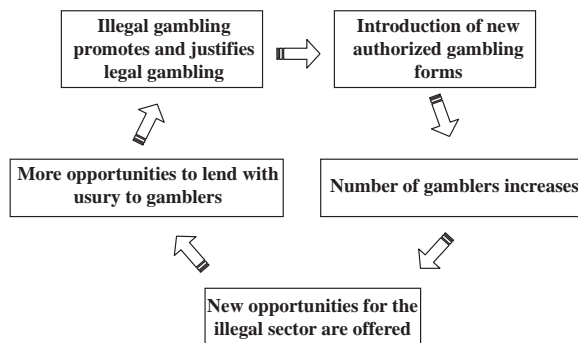 Illegal gambling
promotes and justifies
legal gambling
Introduction of new
authorized gambling
forms
More opportunities to lend with
usury to gamblers
Number of gamblers increases
New opportunities for the
illegal sector are offered